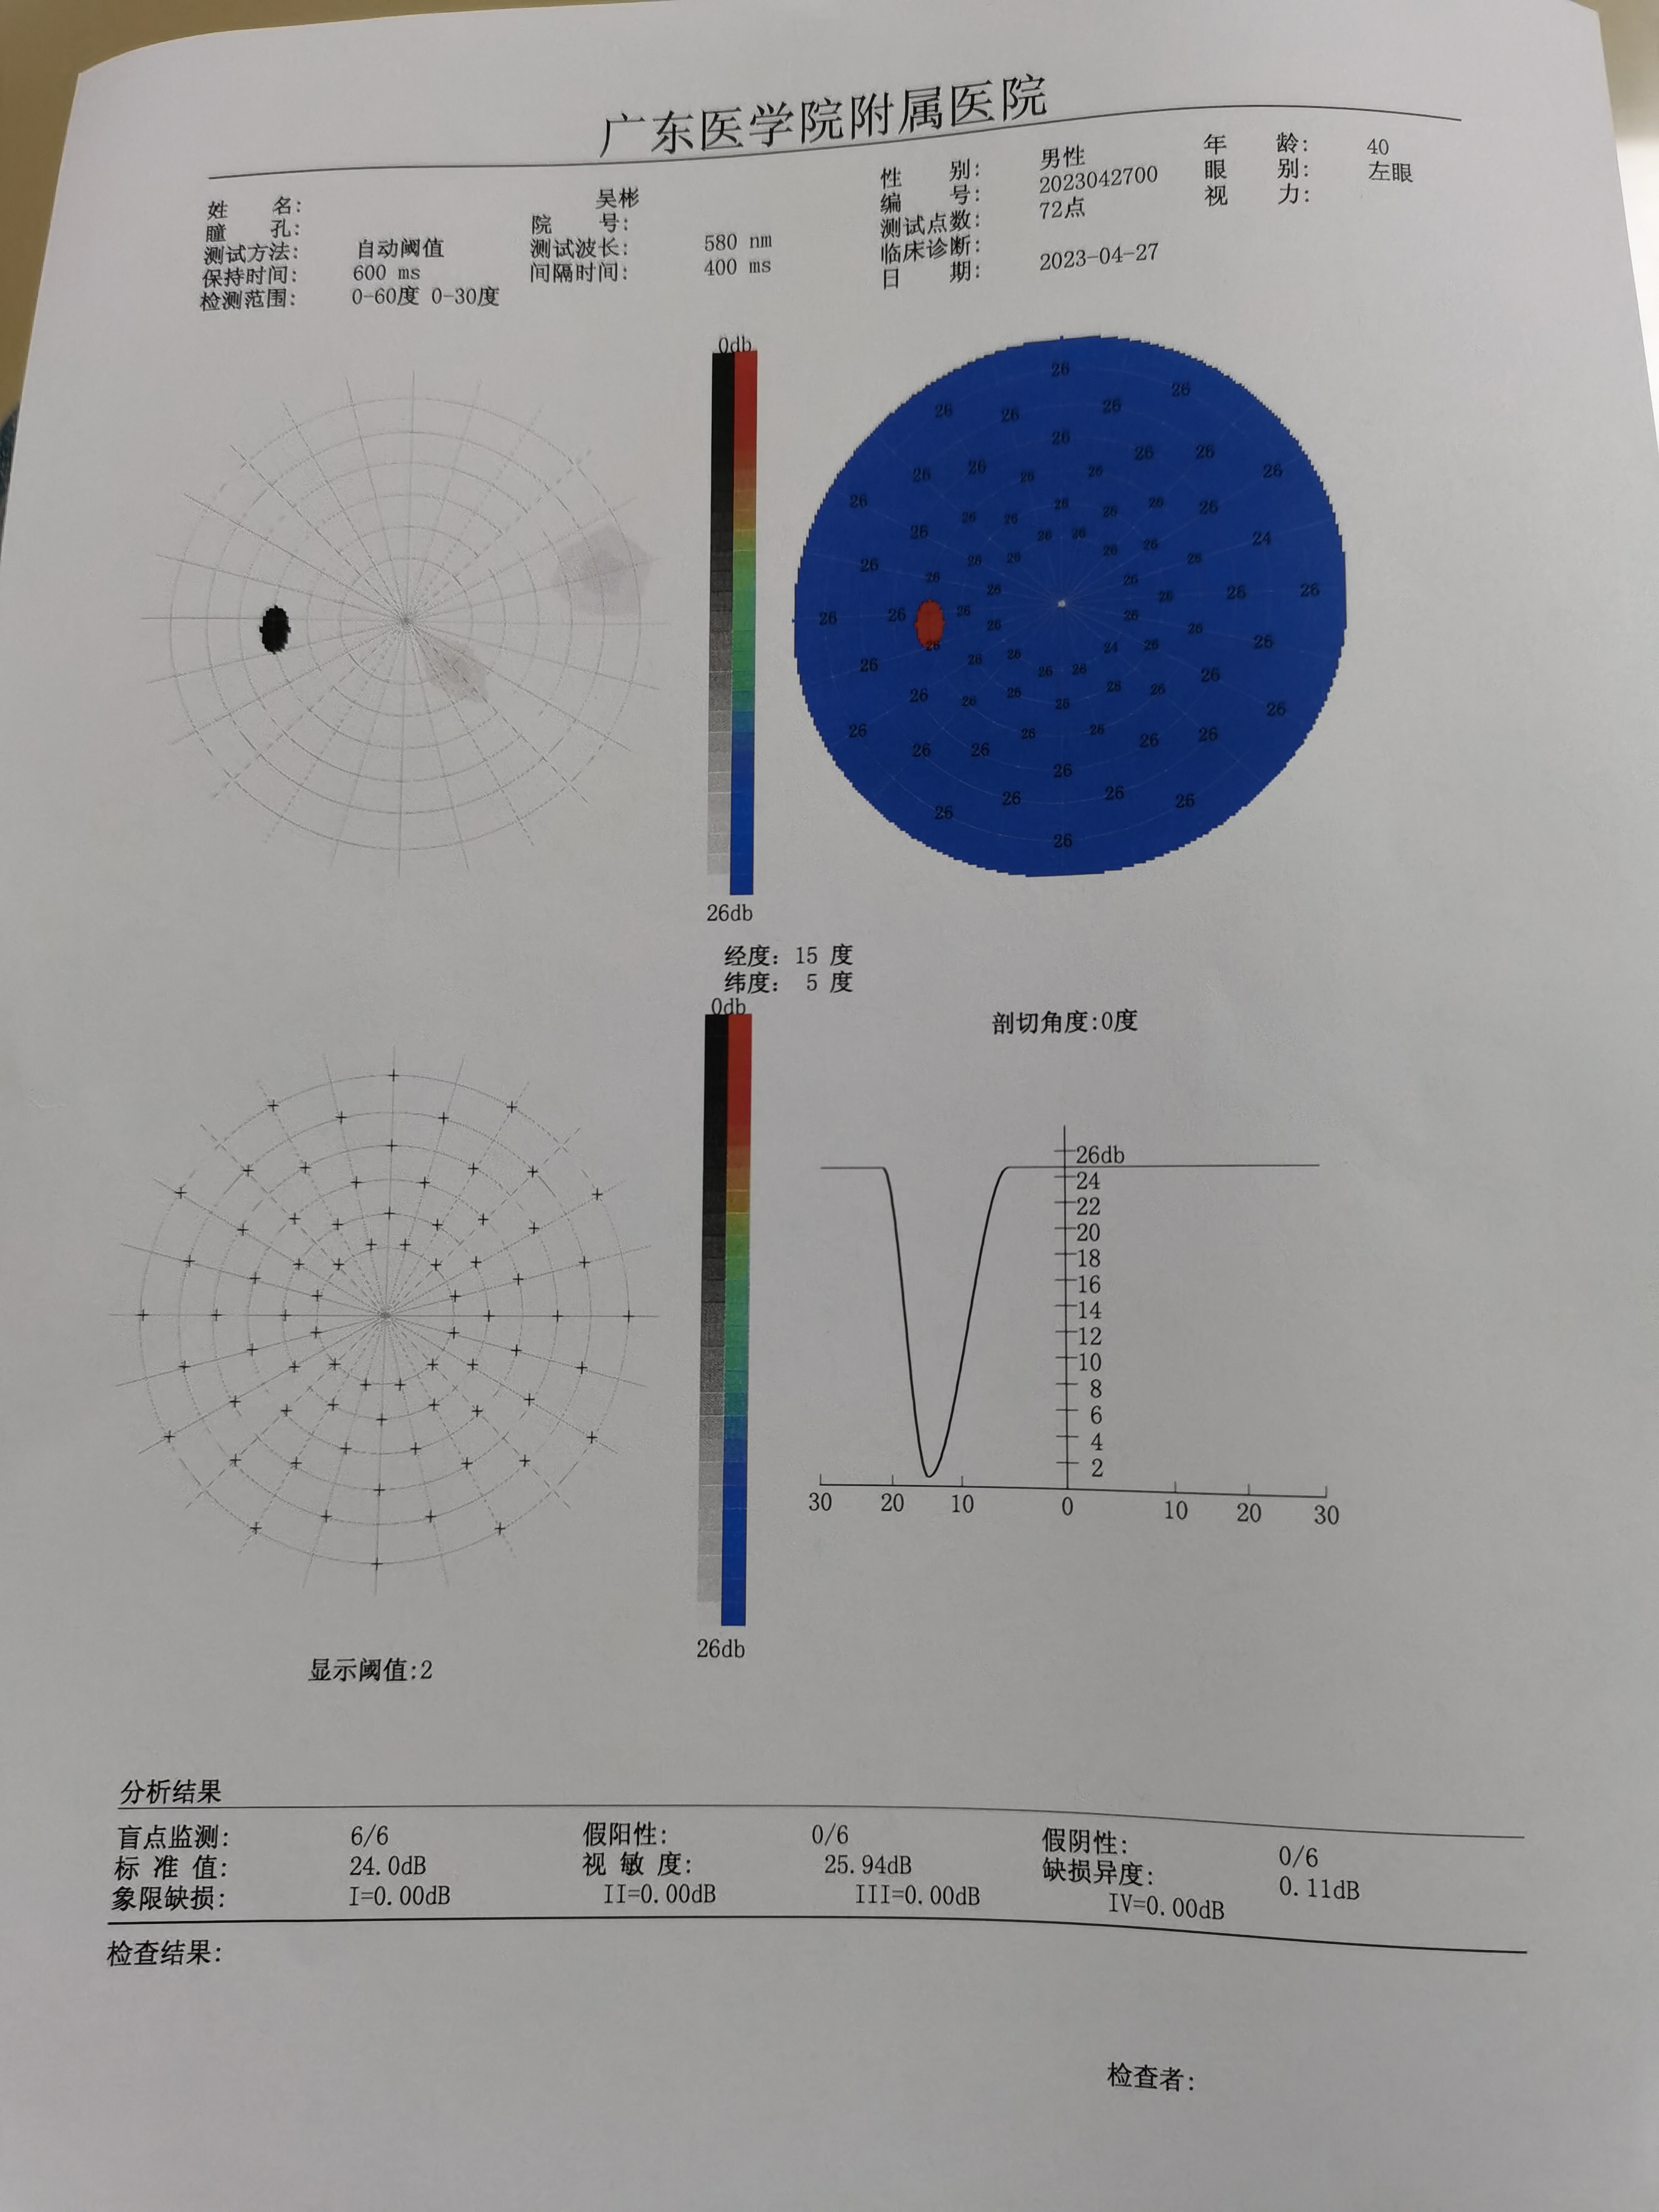 广东医学院附属医院
姓 名: 吴彬 性 别: 男性 年 龄: 40
瞳 孔: 院 号: 编 号: 2023042700 眼 别: 左眼
测试方法: 自动阈值 测试波长: 580 nm 测试点数: 72点 视 力:
保持时间: 600 ms 间隔时间: 400 ms 临床诊断:
检测范围: 0-60度 0-30度 日 期: 2023-04-27
0db
26
26
26 26 26
26
26 26
26 26 26 26 26
26 26 26 26
26 26 26 26 26 26
26 26 24
26 26 26 26 26
26 26 26 26
26 26 26 26
26 26 26 26 26
26 26 26 26
26 26 26 24 26
26 26 26 26
26 26 26 26 26
26 26 26
26 26 26
26 26 26 26
26
26 26
26 26
26
26db
经度: 15 度
纬度: 5 度
0db
剖切角度:0度
26db
24
22
20
18
16
14
12
10
8
6
4
2
30 20 10 0 10 20 30
26db
显示阈值:2
分析结果
盲点监测: 6/6 假阳性: 0/6 假阴性: 0/6
标 准 值: 24.0dB 视 敏 度: 25.94dB 缺损异度: 0.11dB
象限缺损: I=0.00dB II=0.00dB III=0.00dB IV=0.00dB
检查结果:
检查者: